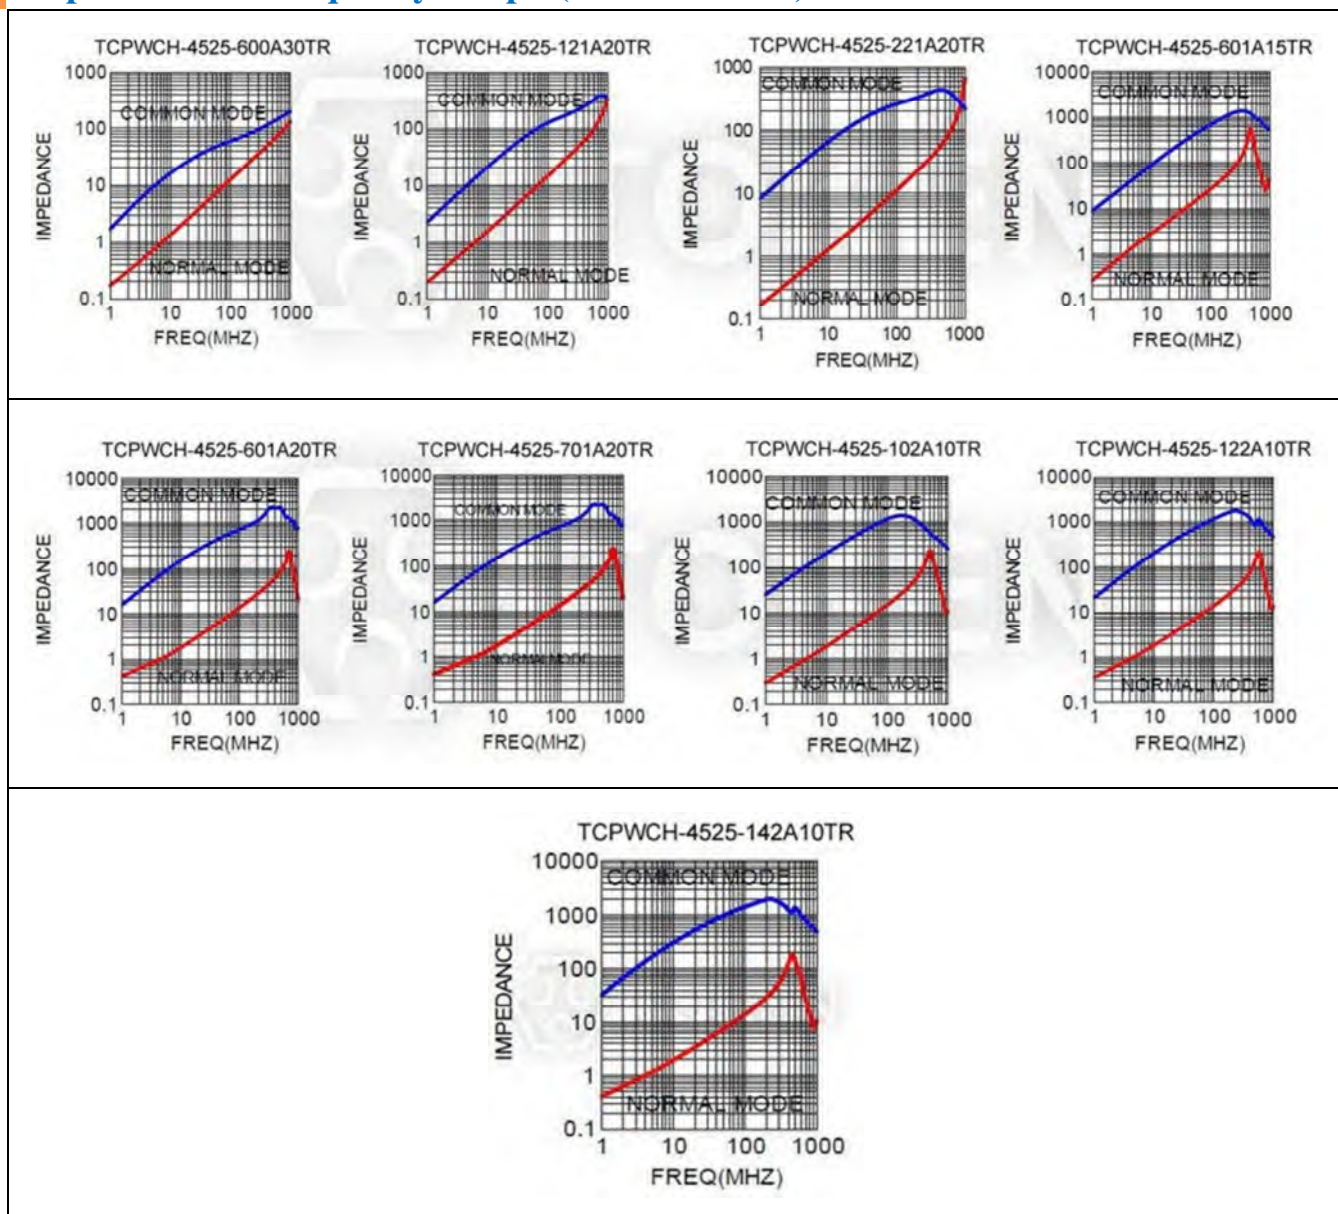 TCPWCH-4525-600A30TR
1000
100
10
1
0.1
IMPEDANCE
COMMON MODE
NORMAL MODE
1 10 100 1000
FREQ(MHZ)
TCPWCH-4525-121A20TR
1000
100
10
1
0.1
IMPEDANCE
COMMON MODE
NORMAL MODE
1 10 100 1000
FREQ(MHZ)
TCPWCH-4525-221A20TR
1000
100
10
1
0.1
IMPEDANCE
COMMON MODE
NORMAL MODE
1 10 100 1000
FREQ(MHZ)
TCPWCH-4525-601A15TR
10000
1000
100
10
1
0.1
IMPEDANCE
COMMON MODE
NORMAL MODE
1 10 100 1000
FREQ(MHZ)
TCPWCH-4525-601A20TR
10000
1000
100
10
1
0.1
IMPEDANCE
COMMON MODE
NORMAL MODE
1 10 100 1000
FREQ(MHZ)
TCPWCH-4525-701A20TR
10000
1000
100
10
1
0.1
IMPEDANCE
COMMON MODE
NORMAL MODE
1 10 100 1000
FREQ(MHZ)
TCPWCH-4525-102A10TR
10000
1000
100
10
1
0.1
IMPEDANCE
COMMON MODE
NORMAL MODE
1 10 100 1000
FREQ(MHZ)
TCPWCH-4525-122A10TR
10000
1000
100
10
1
0.1
IMPEDANCE
COMMON MODE
NORMAL MODE
1 10 100 1000
FREQ(MHZ)
TCPWCH-4525-142A10TR
10000
1000
100
10
1
0.1
IMPEDANCE
COMMON MODE
NORMAL MODE
1 10 100 1000
FREQ(MHZ)